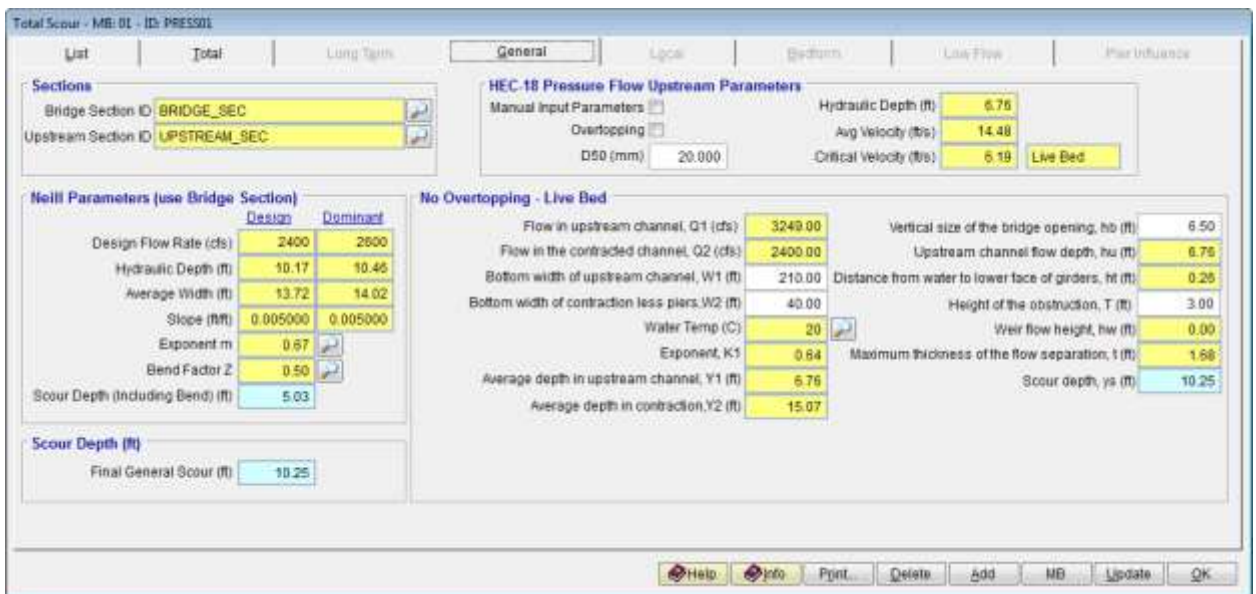 Total Scour - MB: 01 - ID: PRESS01
List Total Long Term General Local Bedform Low Flow Pier Influence
Sections
Bridge Section ID BRIDGE_SEC
Upstream Section ID UPSTREAM_SEC
HEC-18 Pressure Flow Upstream Parameters
Manual Input Parameters
Overtopping
D50 (mm) 20.000
Hydraulic Depth (ft) 6.76
Avg Velocity (ft/s) 14.48
Critical Velocity (ft/s) 6.19 Live Bed
Neill Parameters (use Bridge Section)
Design Dominant
Design Flow Rate (cfs) 2400 2600
Hydraulic Depth (ft) 10.17 10.46
Average Width (ft) 13.72 14.02
Slope (ft/ft) 0.005000 0.005000
Exponent m 0.67
Bend Factor Z 0.50
Scour Depth (Including Bend) (ft) 5.03
Scour Depth (ft)
Final General Scour (ft) 10.25
No Overtopping - Live Bed
Flow in upstream channel, Q1 (cfs) 3249.00
Flow in the contracted channel, Q2 (cfs) 2400.00
Bottom width of upstream channel, W1 (ft) 210.00
Bottom width of contraction less piers,W2 (ft) 40.00
Water Temp (C) 20
Exponent, K1 0.64
Average depth in upstream channel, Y1 (ft) 6.76
Average depth in contraction,Y2 (ft) 15.07
Vertical size of the bridge opening, hb (ft) 6.50
Upstream channel flow depth, hu (ft) 6.76
Distance from water to lower face of girders, ht (ft) 0.26
Height of the obstruction, T (ft) 3.00
Weir flow height, hw (ft) 0.00
Maximum thickness of the flow separation, t (ft) 1.68
Scour depth, ys (ft) 10.25
Help Info Print... Delete Add MB Update OK